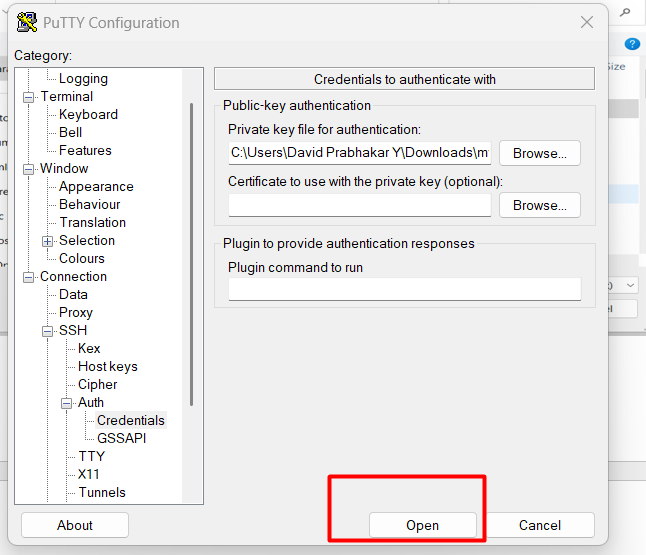 PuTTY Configuration
Category:
Logging
Terminal
Keyboard
Bell
Features
Window
Appearance
Behaviour
Translation
Selection
Colours
Connection
Data
Proxy
SSH
Kex
Host keys
Cipher
Auth
Credentials
GSSAPI
TTY
X11
Tunnels
Credentials to authenticate with
Public-key authentication
Private key file for authentication:
C:\Users\David Prabhakar Y\Downloads\m
Browse...
Certificate to use with the private key (optional):
Browse...
Plugin to provide authentication responses
Plugin command to run
About
Open
Cancel
Size